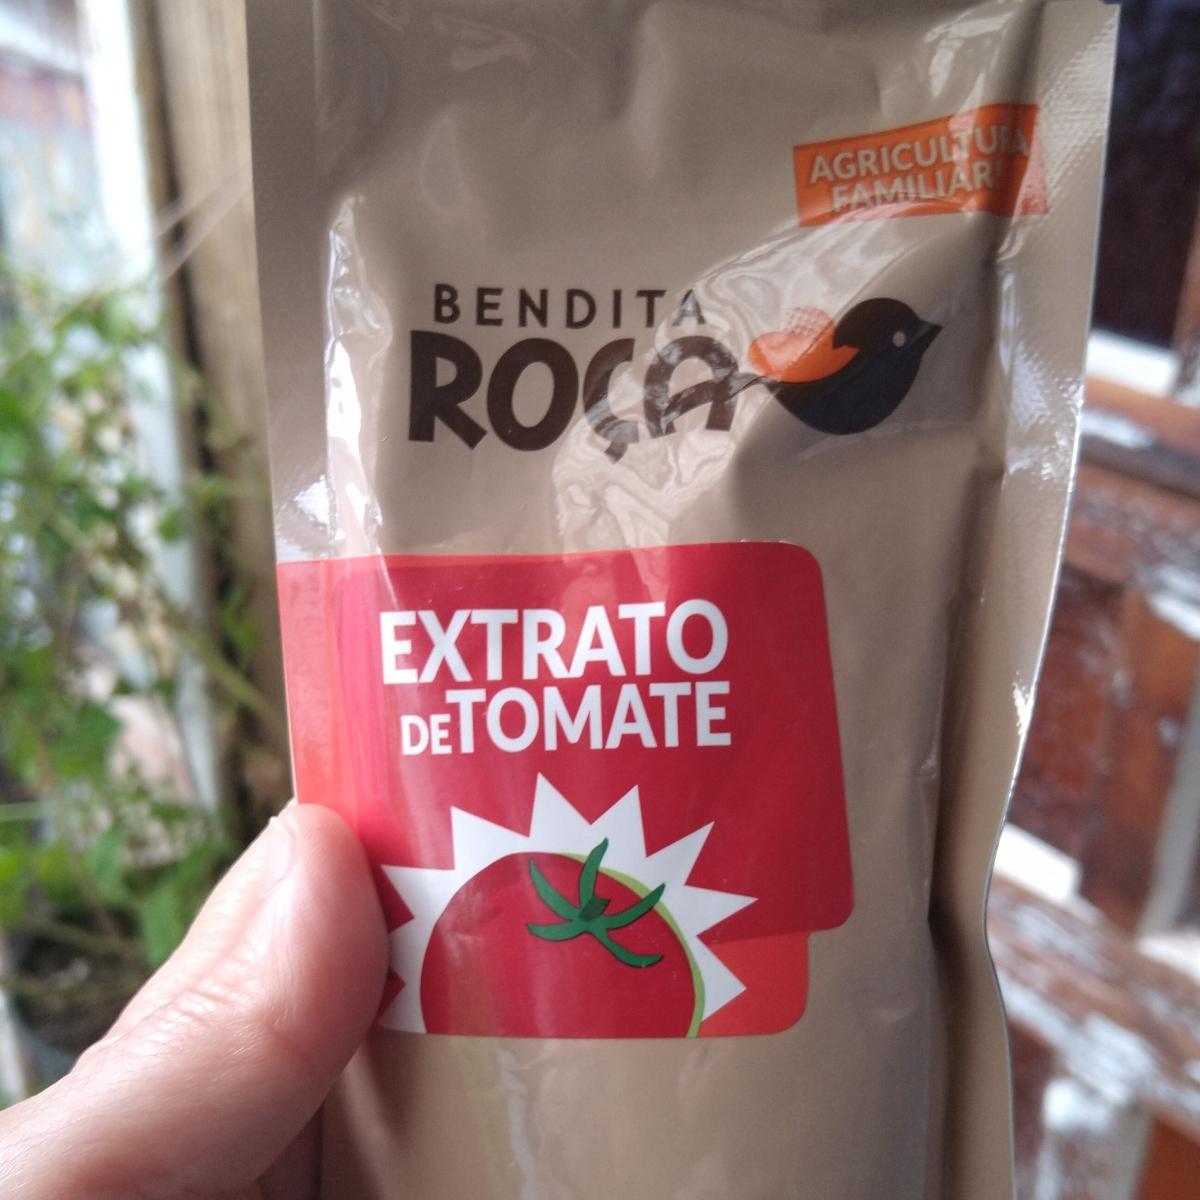 AGRICULTURA
FAMILIAR
BENDITA
ROÇA
EXTRATO
DE TOMATE